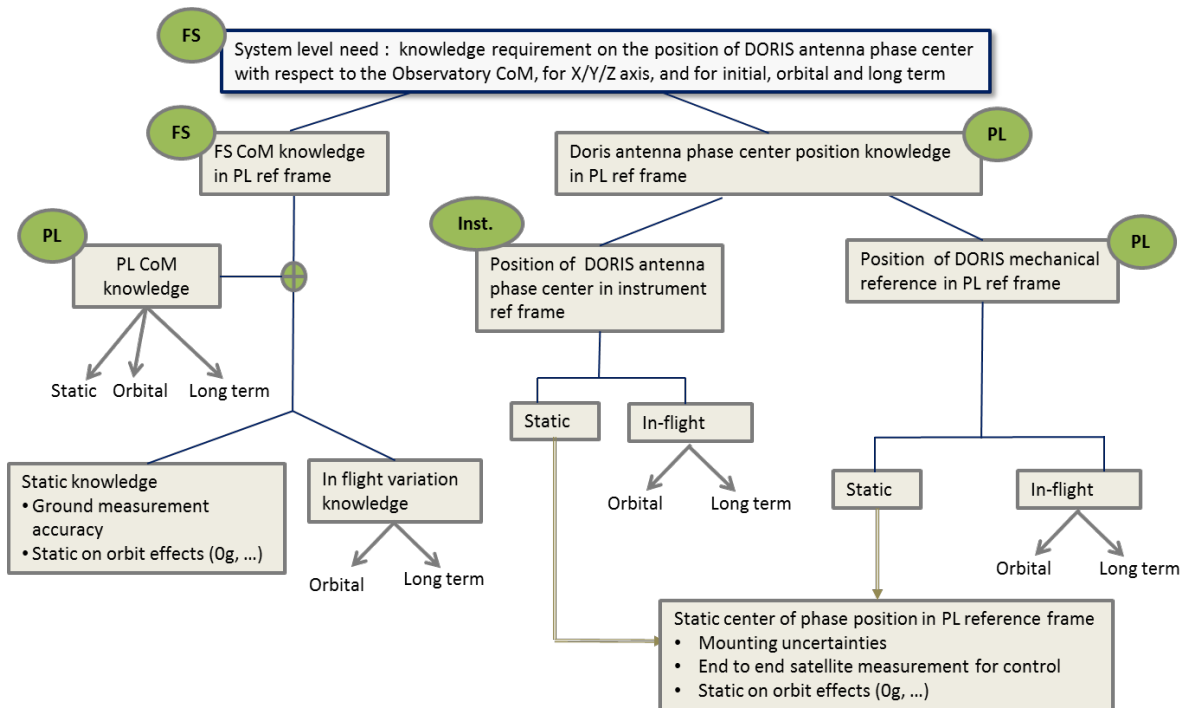 FS
System level need : knowledge requirement on the position of DORIS antenna phase center
with respect to the Observatory CoM, for X/Y/Z axis, and for initial, orbital and long term
FS
FS CoM knowledge
in PL ref frame
PL
Doris antenna phase center position knowledge
in PL ref frame
PL
PL CoM
knowledge
Inst.
Position of DORIS antenna
phase center in instrument
ref frame
PL
Position of DORIS mechanical
reference in PL ref frame
Static
Orbital
Long term
Static
In-flight
Orbital
Long term
Static
In-flight
Orbital
Long term
Static knowledge
• Ground measurement
accuracy
• Static on orbit effects (0g, ...)
In flight variation
knowledge
Orbital
Long term
Static center of phase position in PL reference frame
• Mounting uncertainties
• End to end satellite measurement for control
• Static on orbit effects (0g, ...)